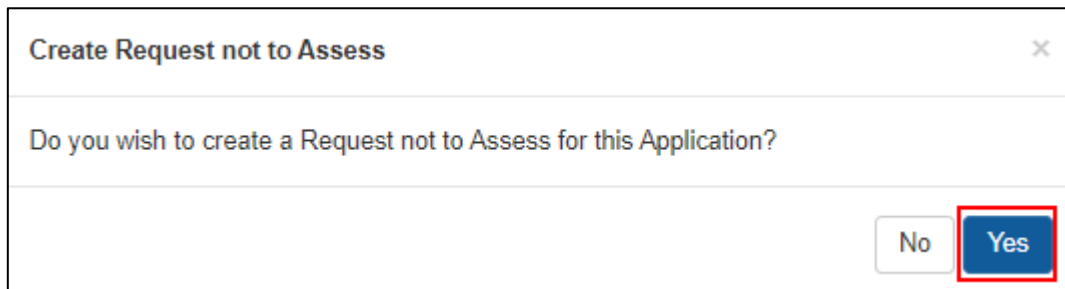 Create Request not to Assess
Do you wish to create a Request not to Assess for this Application?
No Yes